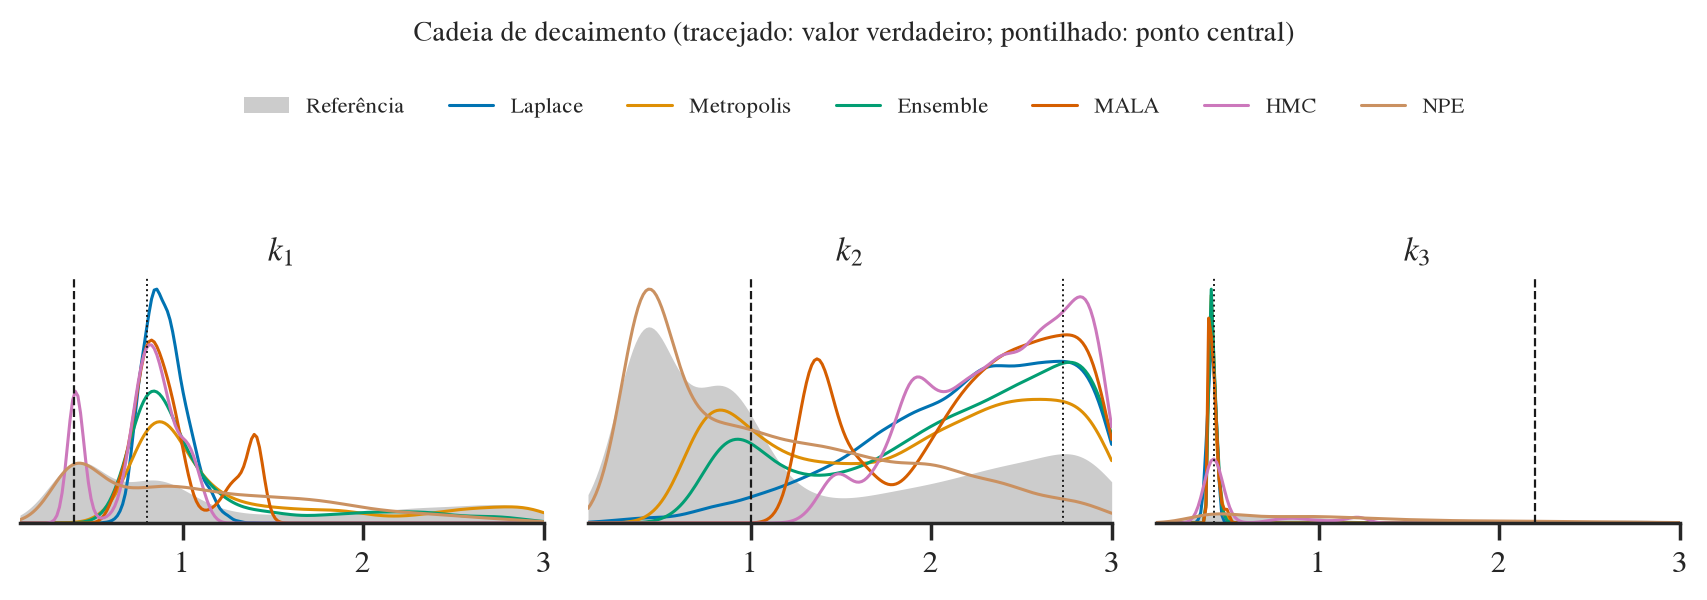 Cadeia de decaimento (tracejado: valor verdadeiro; pontilhado: ponto central)
Referência Laplace Metropolis Ensemble MALA HMC NPE
k₁ k₂ k₃
1 2 3 1 2 3 1 2 3